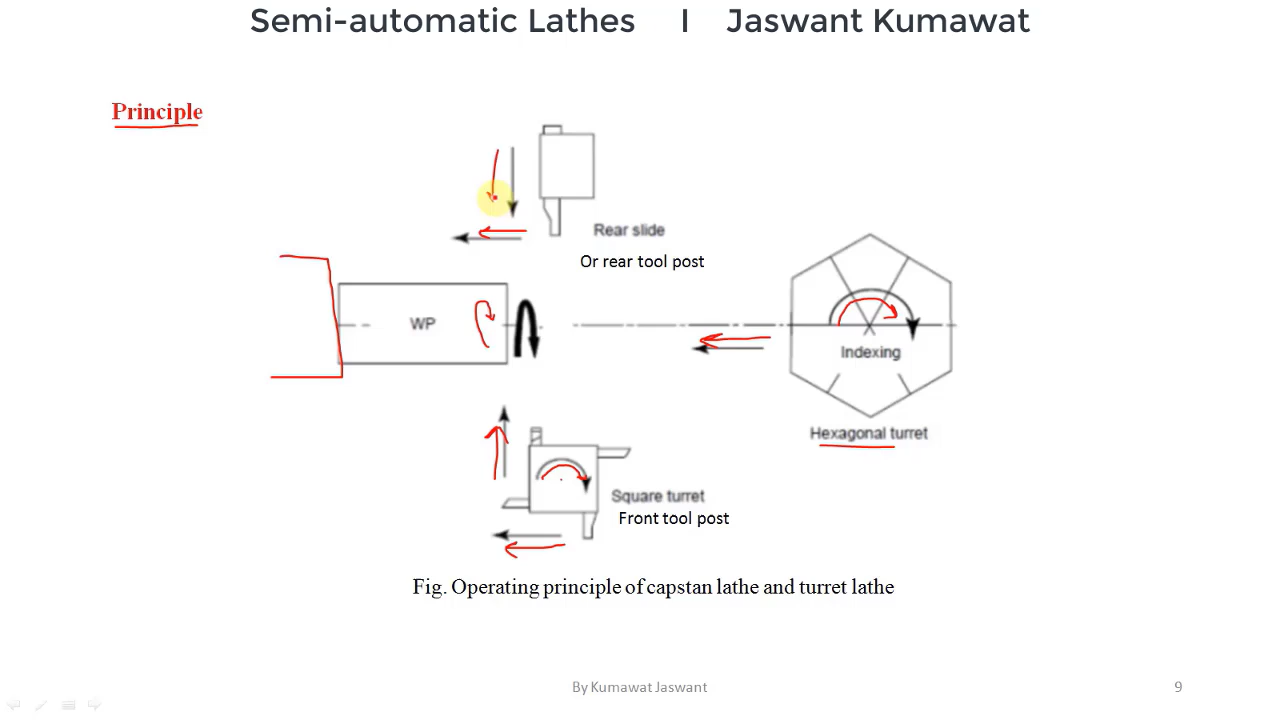 Semi-automatic Lathes I Jaswant Kumawat
Principle
Rear slide
Or rear tool post
WP
Indexing
Hexagonal turret
Square turret
Front tool post
Fig. Operating principle of capstan lathe and turret lathe
By Kumawat Jaswant
9